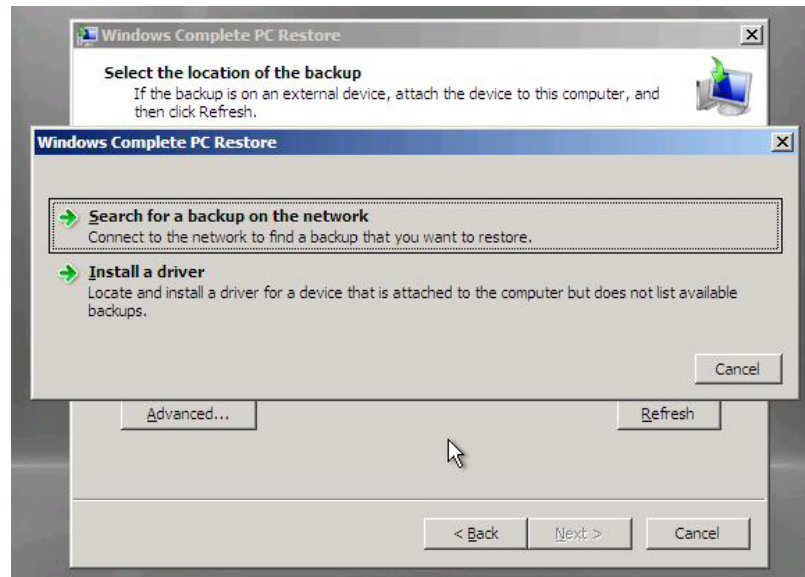 Windows Complete PC Restore
Select the location of the backup
If the backup is on an external device, attach the device to this computer, and
then click Refresh.
Windows Complete PC Restore
Search for a backup on the network
Connect to the network to find a backup that you want to restore.
Install a driver
Locate and install a driver for a device that is attached to the computer but does not list available
backups.
Cancel
Advanced...
Refresh
< Back
Next >
Cancel